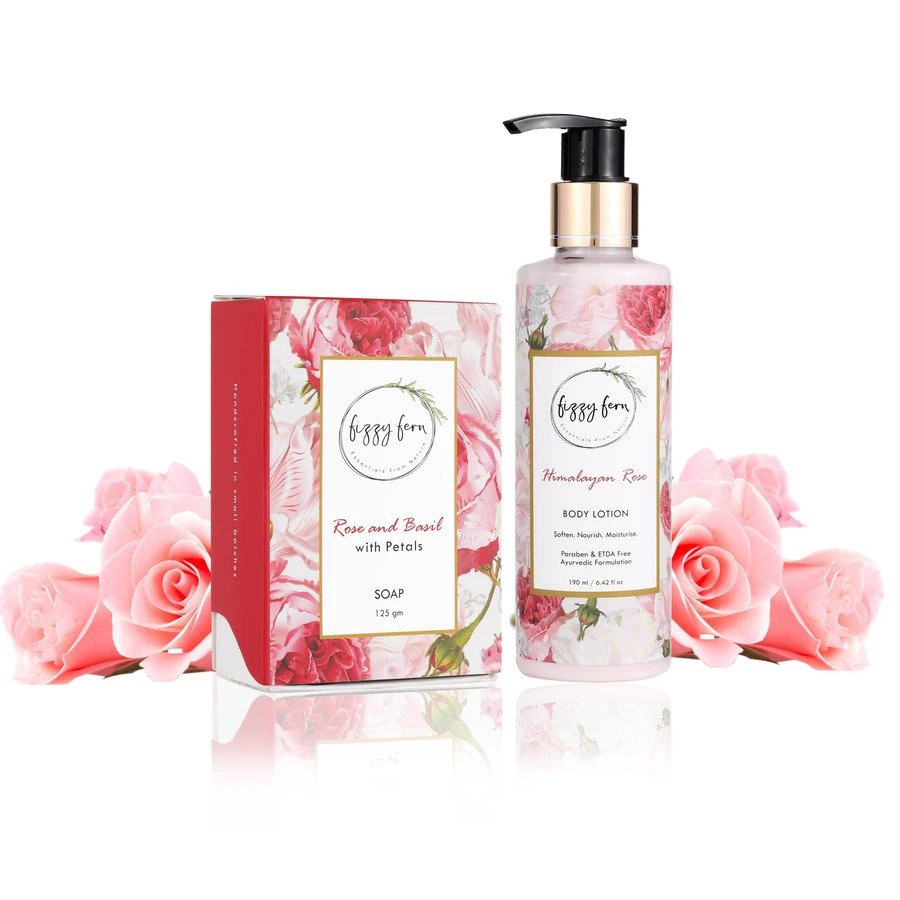 Handcrafted in small batches
fizzy fern
Essentials From Nature
Rose and Basil
with Petals
SOAP
125 gm
fizzy fern
Essentials From Nature
Himalayan Rose
BODY LOTION
Soften. Nourish. Moisturise.
Paraben & ETDA Free
Ayurvedic Formulation
190 ml / 6.42 fl oz